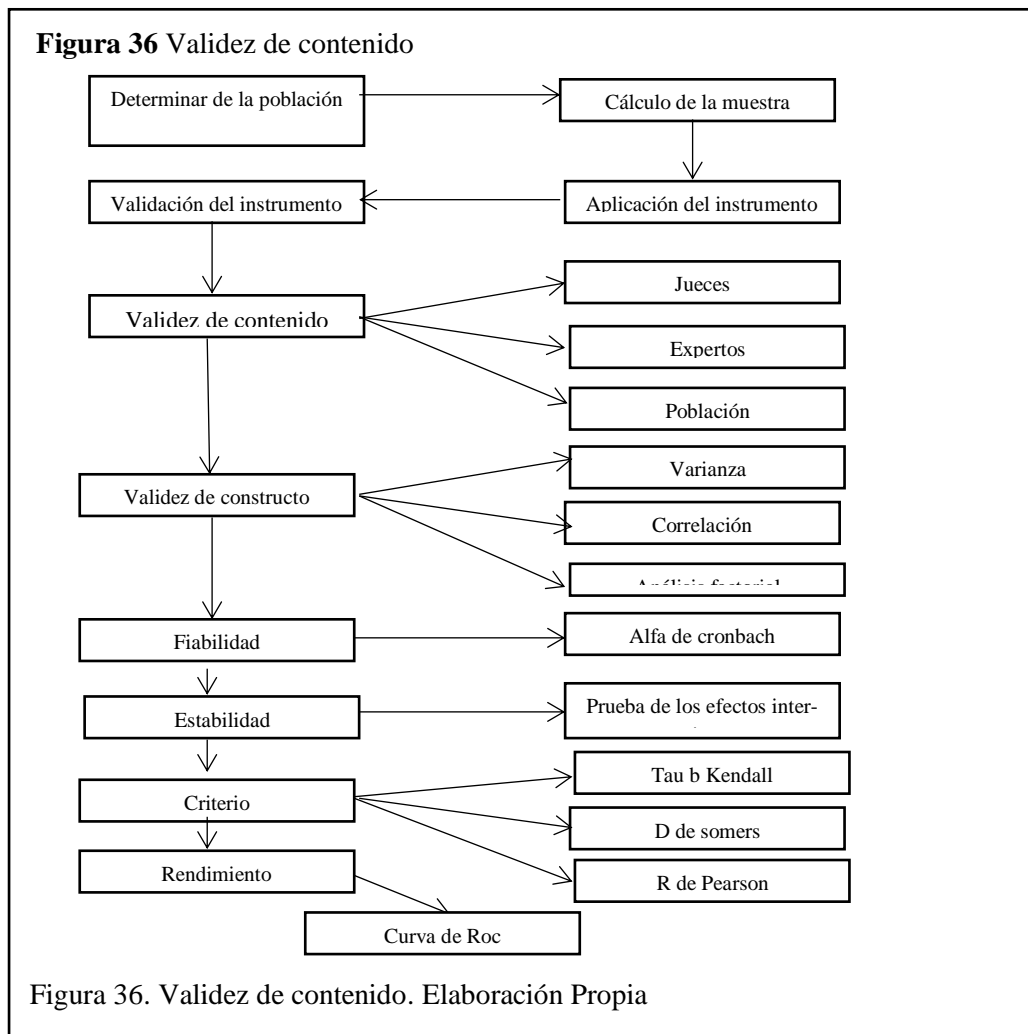 Figura 36 Validez de contenido
Determinar de la población
Cálculo de la muestra
Validación del instrumento
Aplicación del instrumento
Validez de contenido
Jueces
Expertos
Población
Validez de constructo
Varianza
Correlación
Análisis factorial
Fiabilidad
Alfa de cronbach
Estabilidad
Prueba de los efectos inter-
Criterio
Tau b Kendall
D de somers
R de Pearson
Rendimiento
Curva de Roc
Figura 36. Validez de contenido. Elaboración Propia